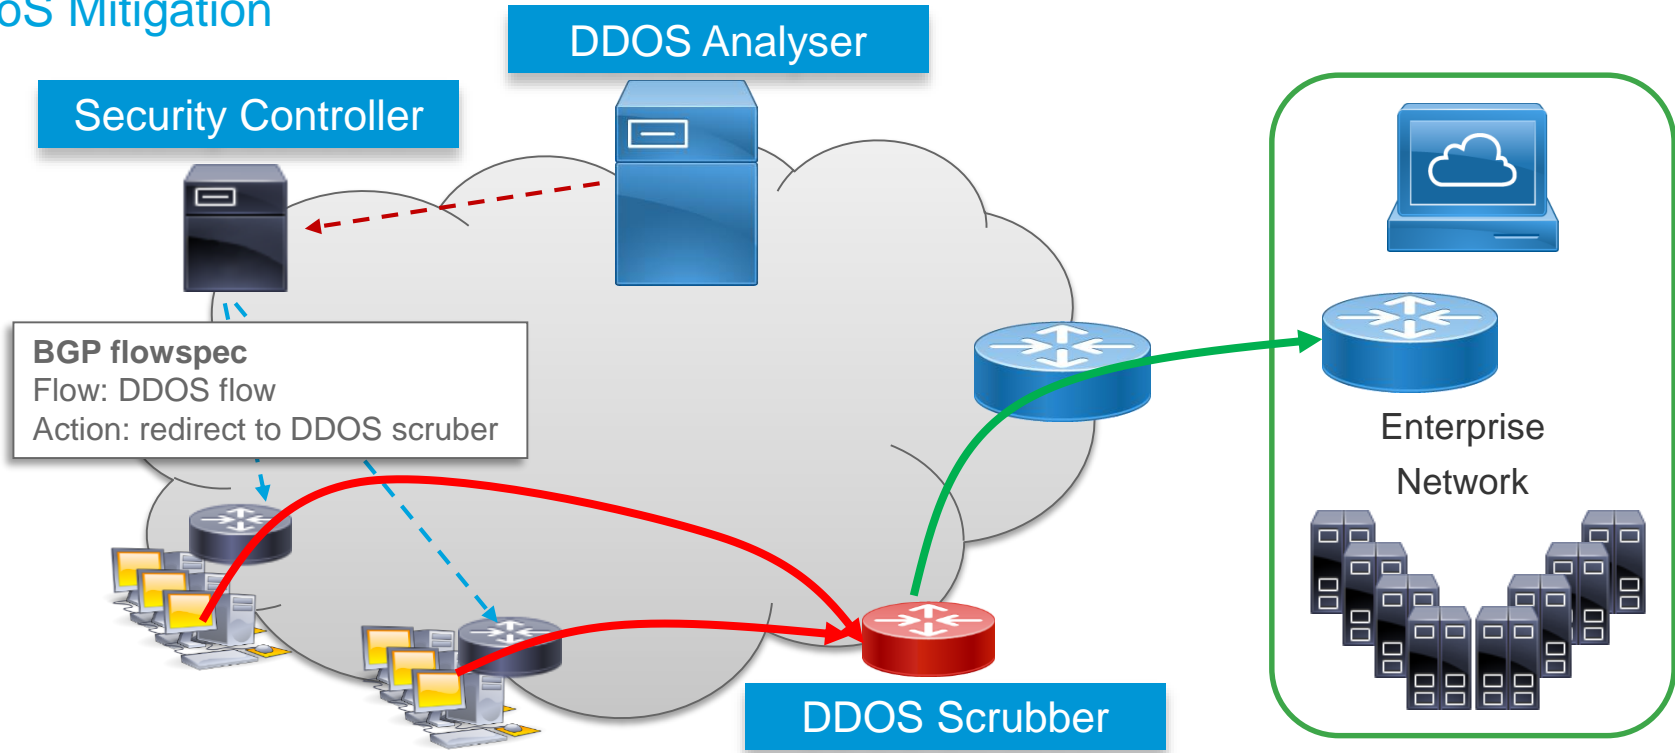 oS Mitigation
DDOS Analyser
Security Controller
BGP flowspec
Flow: DDOS flow
Action: redirect to DDOS scruber
Enterprise
Network
DDOS Scrubber